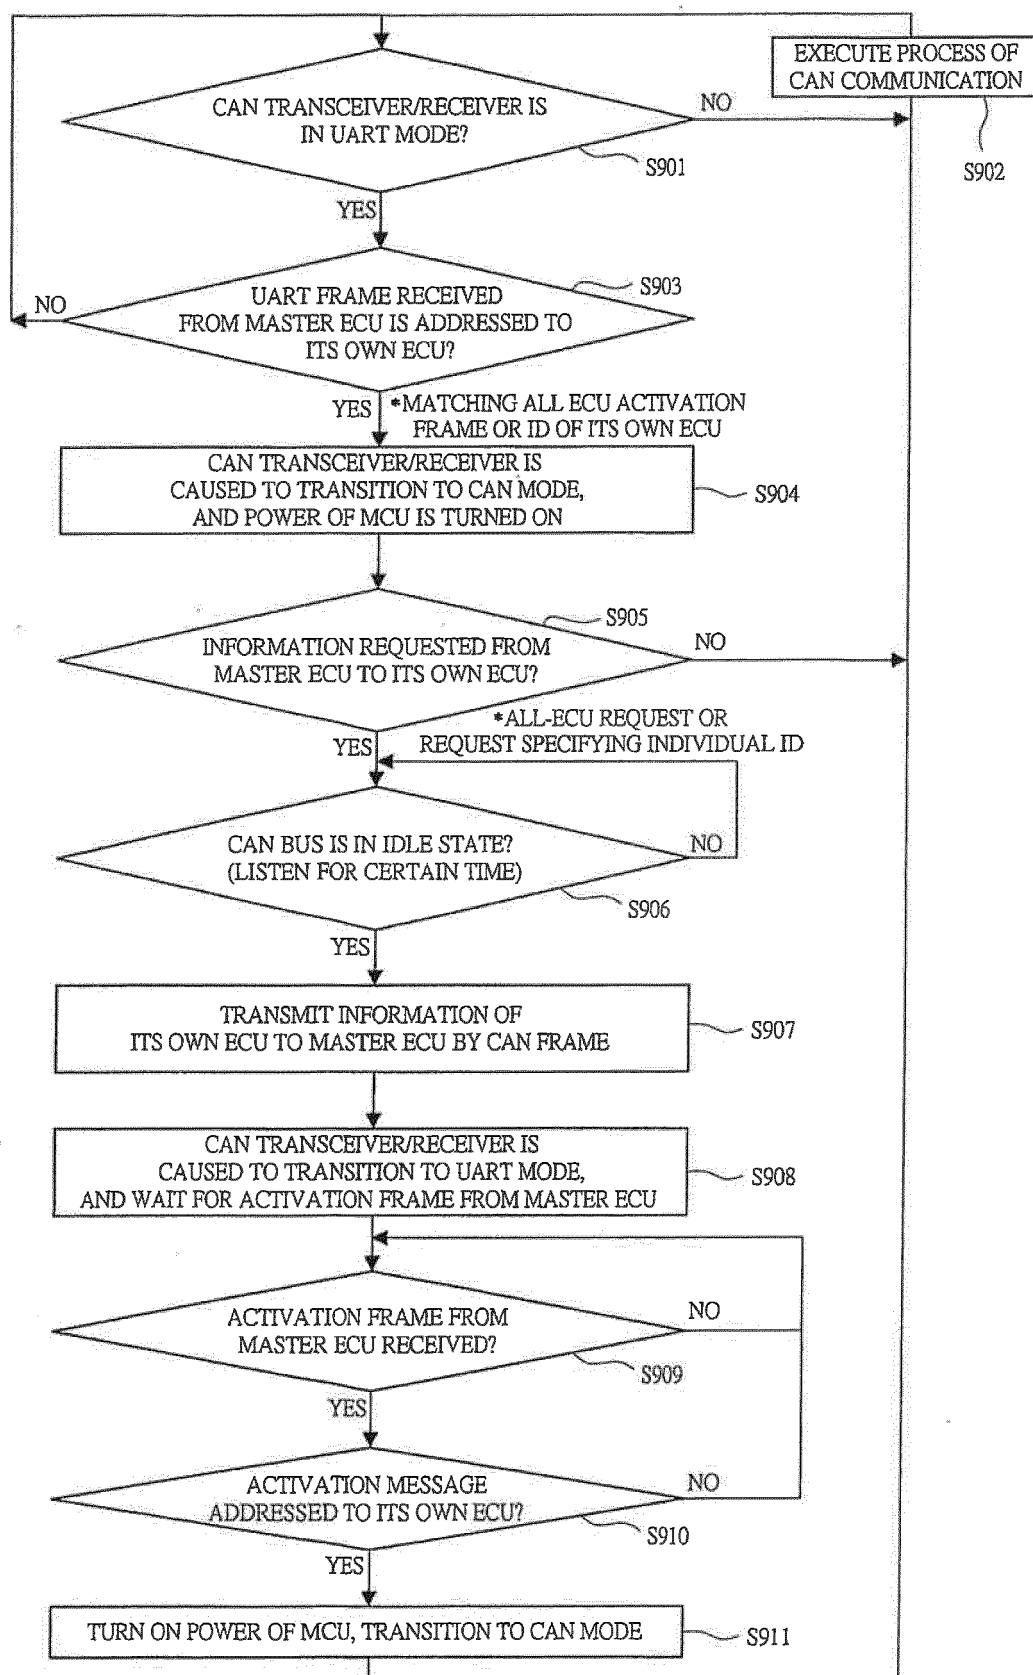 EXECUTE PROCESS OF
CAN COMMUNICATION
S902
CAN TRANSCEIVER/RECEIVER IS
IN UART MODE?
NO
S901
YES
S903
UART FRAME RECEIVED
FROM MASTER ECU IS ADDRESSED TO
ITS OWN ECU?
NO
YES
*MATCHING ALL ECU ACTIVATION
FRAME OR ID OF ITS OWN ECU
CAN TRANSCEIVER/RECEIVER IS
CAUSED TO TRANSITION TO CAN MODE,
AND POWER OF MCU IS TURNED ON
S904
S905
INFORMATION REQUESTED FROM
MASTER ECU TO ITS OWN ECU?
NO
YES
*ALL-ECU REQUEST OR
REQUEST SPECIFYING INDIVIDUAL ID
CAN BUS IS IN IDLE STATE?
(LISTEN FOR CERTAIN TIME)
NO
S906
YES
TRANSMIT INFORMATION OF
ITS OWN ECU TO MASTER ECU BY CAN FRAME
S907
CAN TRANSCEIVER/RECEIVER IS
CAUSED TO TRANSITION TO UART MODE,
AND WAIT FOR ACTIVATION FRAME FROM MASTER ECU
S908
ACTIVATION FRAME FROM
MASTER ECU RECEIVED?
NO
S909
YES
ACTIVATION MESSAGE
ADDRESSED TO ITS OWN ECU?
NO
S910
YES
TURN ON POWER OF MCU, TRANSITION TO CAN MODE
S911